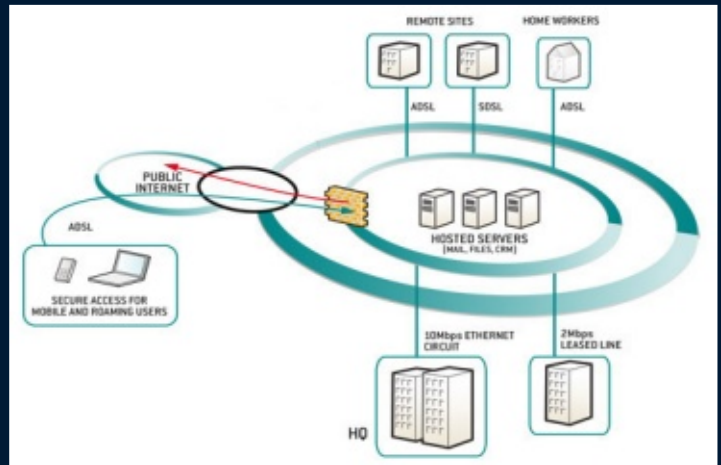 REMOTE SITES
HOME WORKERS
ADSL
SDSL
ADSL
PUBLIC
INTERNET
ADSL
HOSTED SERVERS
(MAIL, FILES, CRM)
SECURE ACCESS FOR
MOBILE AND ROAMING USERS
10Mbps ETHERNET
CIRCUIT
2Mbps
LEASED LINE
HQ